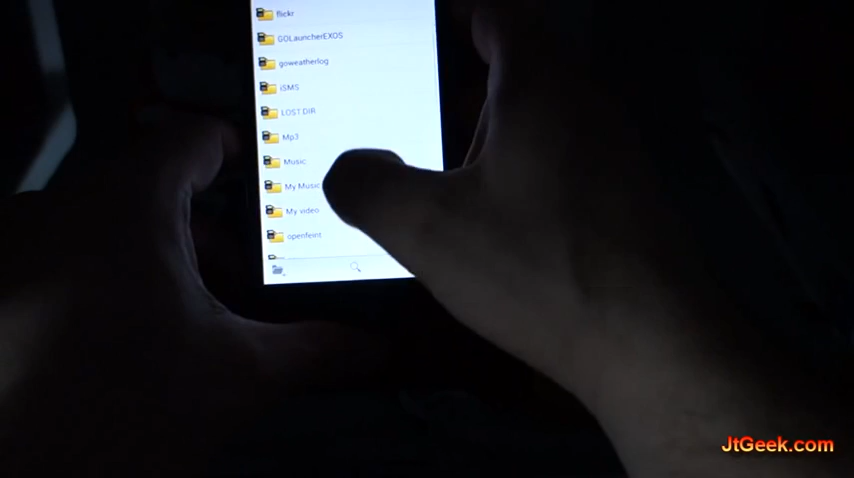 flickr
GOLauncherEXOS
goweatherlog
iSMS
LOST.DIR
Mp3
Music
My Music
My video
openfeint
JtGeek.com